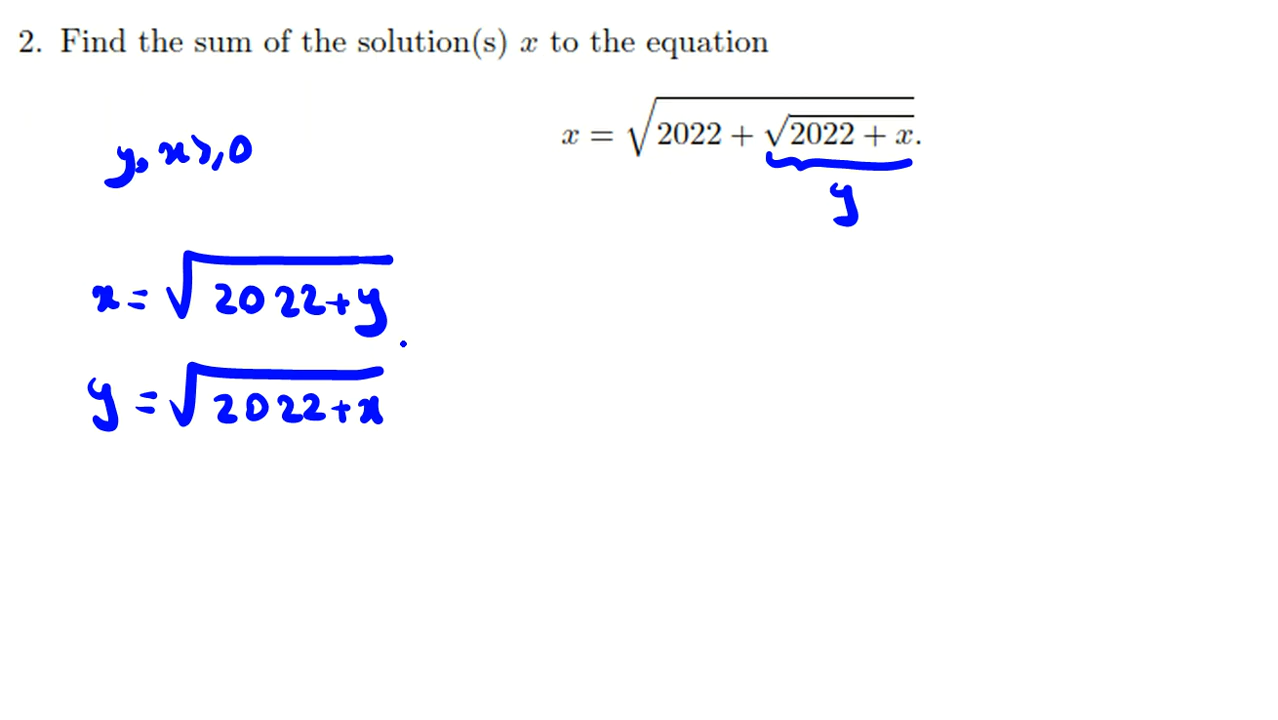 2. Find the sum of the solution(s) x to the equation
x = √(2022 + √(2022 + x)).
y, x ≥ 0
y
x = √(2022 + y)
y = √(2022 + x)